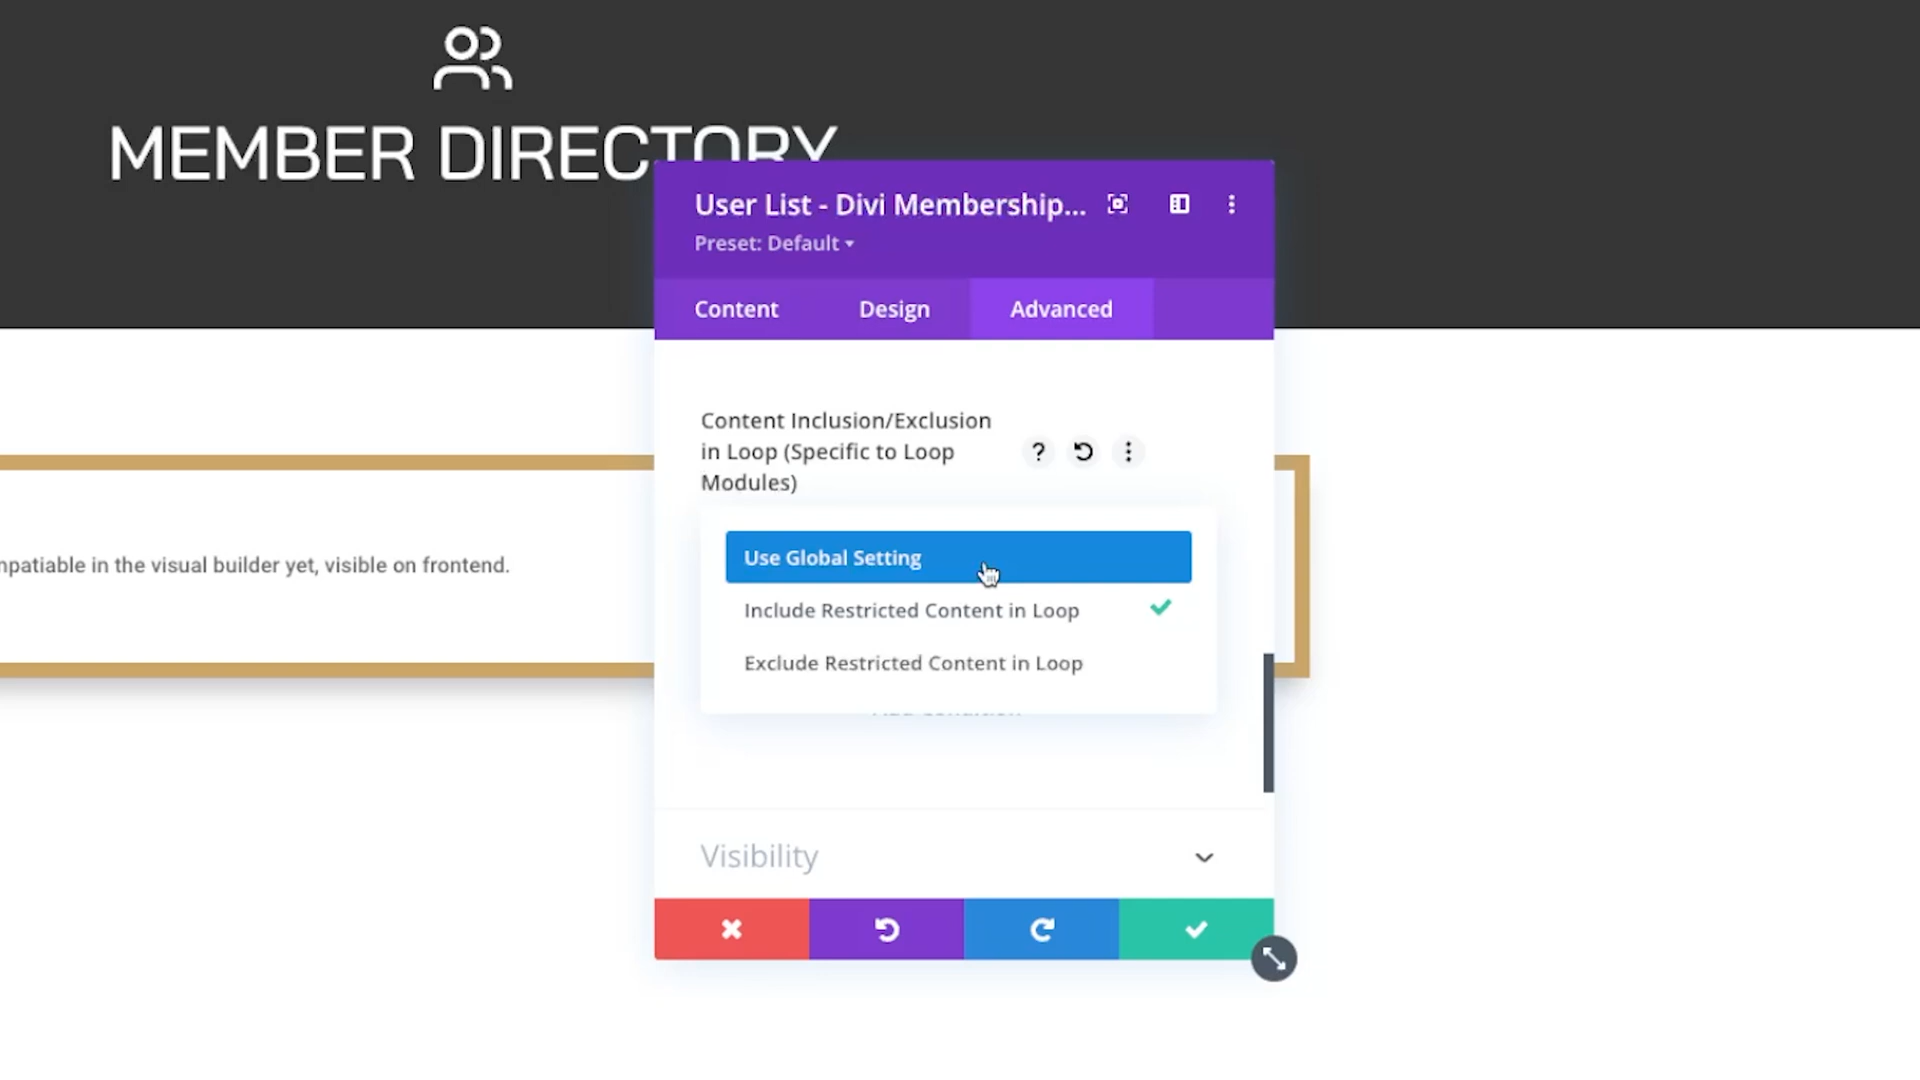 MEMBER DIRECTORY
User List - Divi Membership...
Preset: Default
Content
Design
Advanced
Content Inclusion/Exclusion
in Loop (Specific to Loop
Modules)
?
Use Global Setting
Include Restricted Content in Loop
Exclude Restricted Content in Loop
in the visual builder yet, visible on frontend.
Visibility